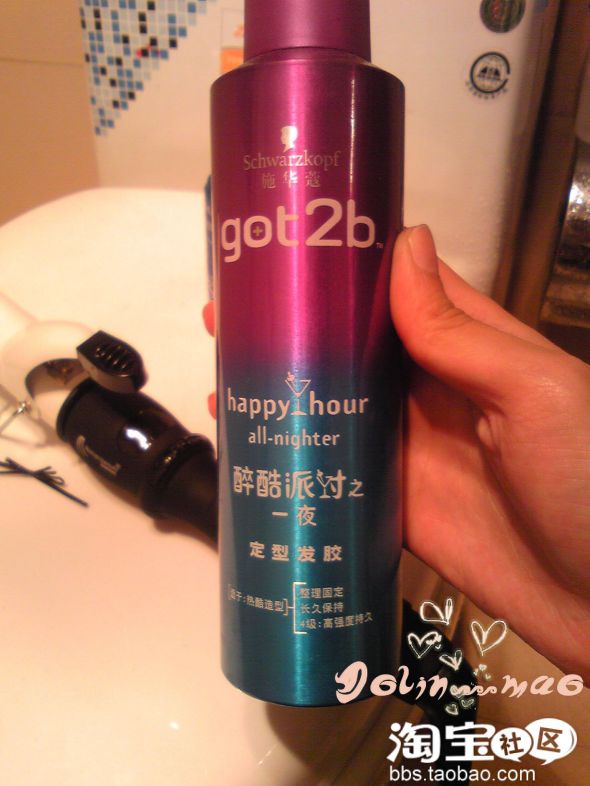 Schwarzkopf
施华蔻
got2b™
happy hour
all-nighter
醉酷派对之
一夜
定型发胶
适于:热酷造型
整理固定
长久保持
4级:高强度持久
Dolinmmao
淘宝社区
bbs.taobao.com